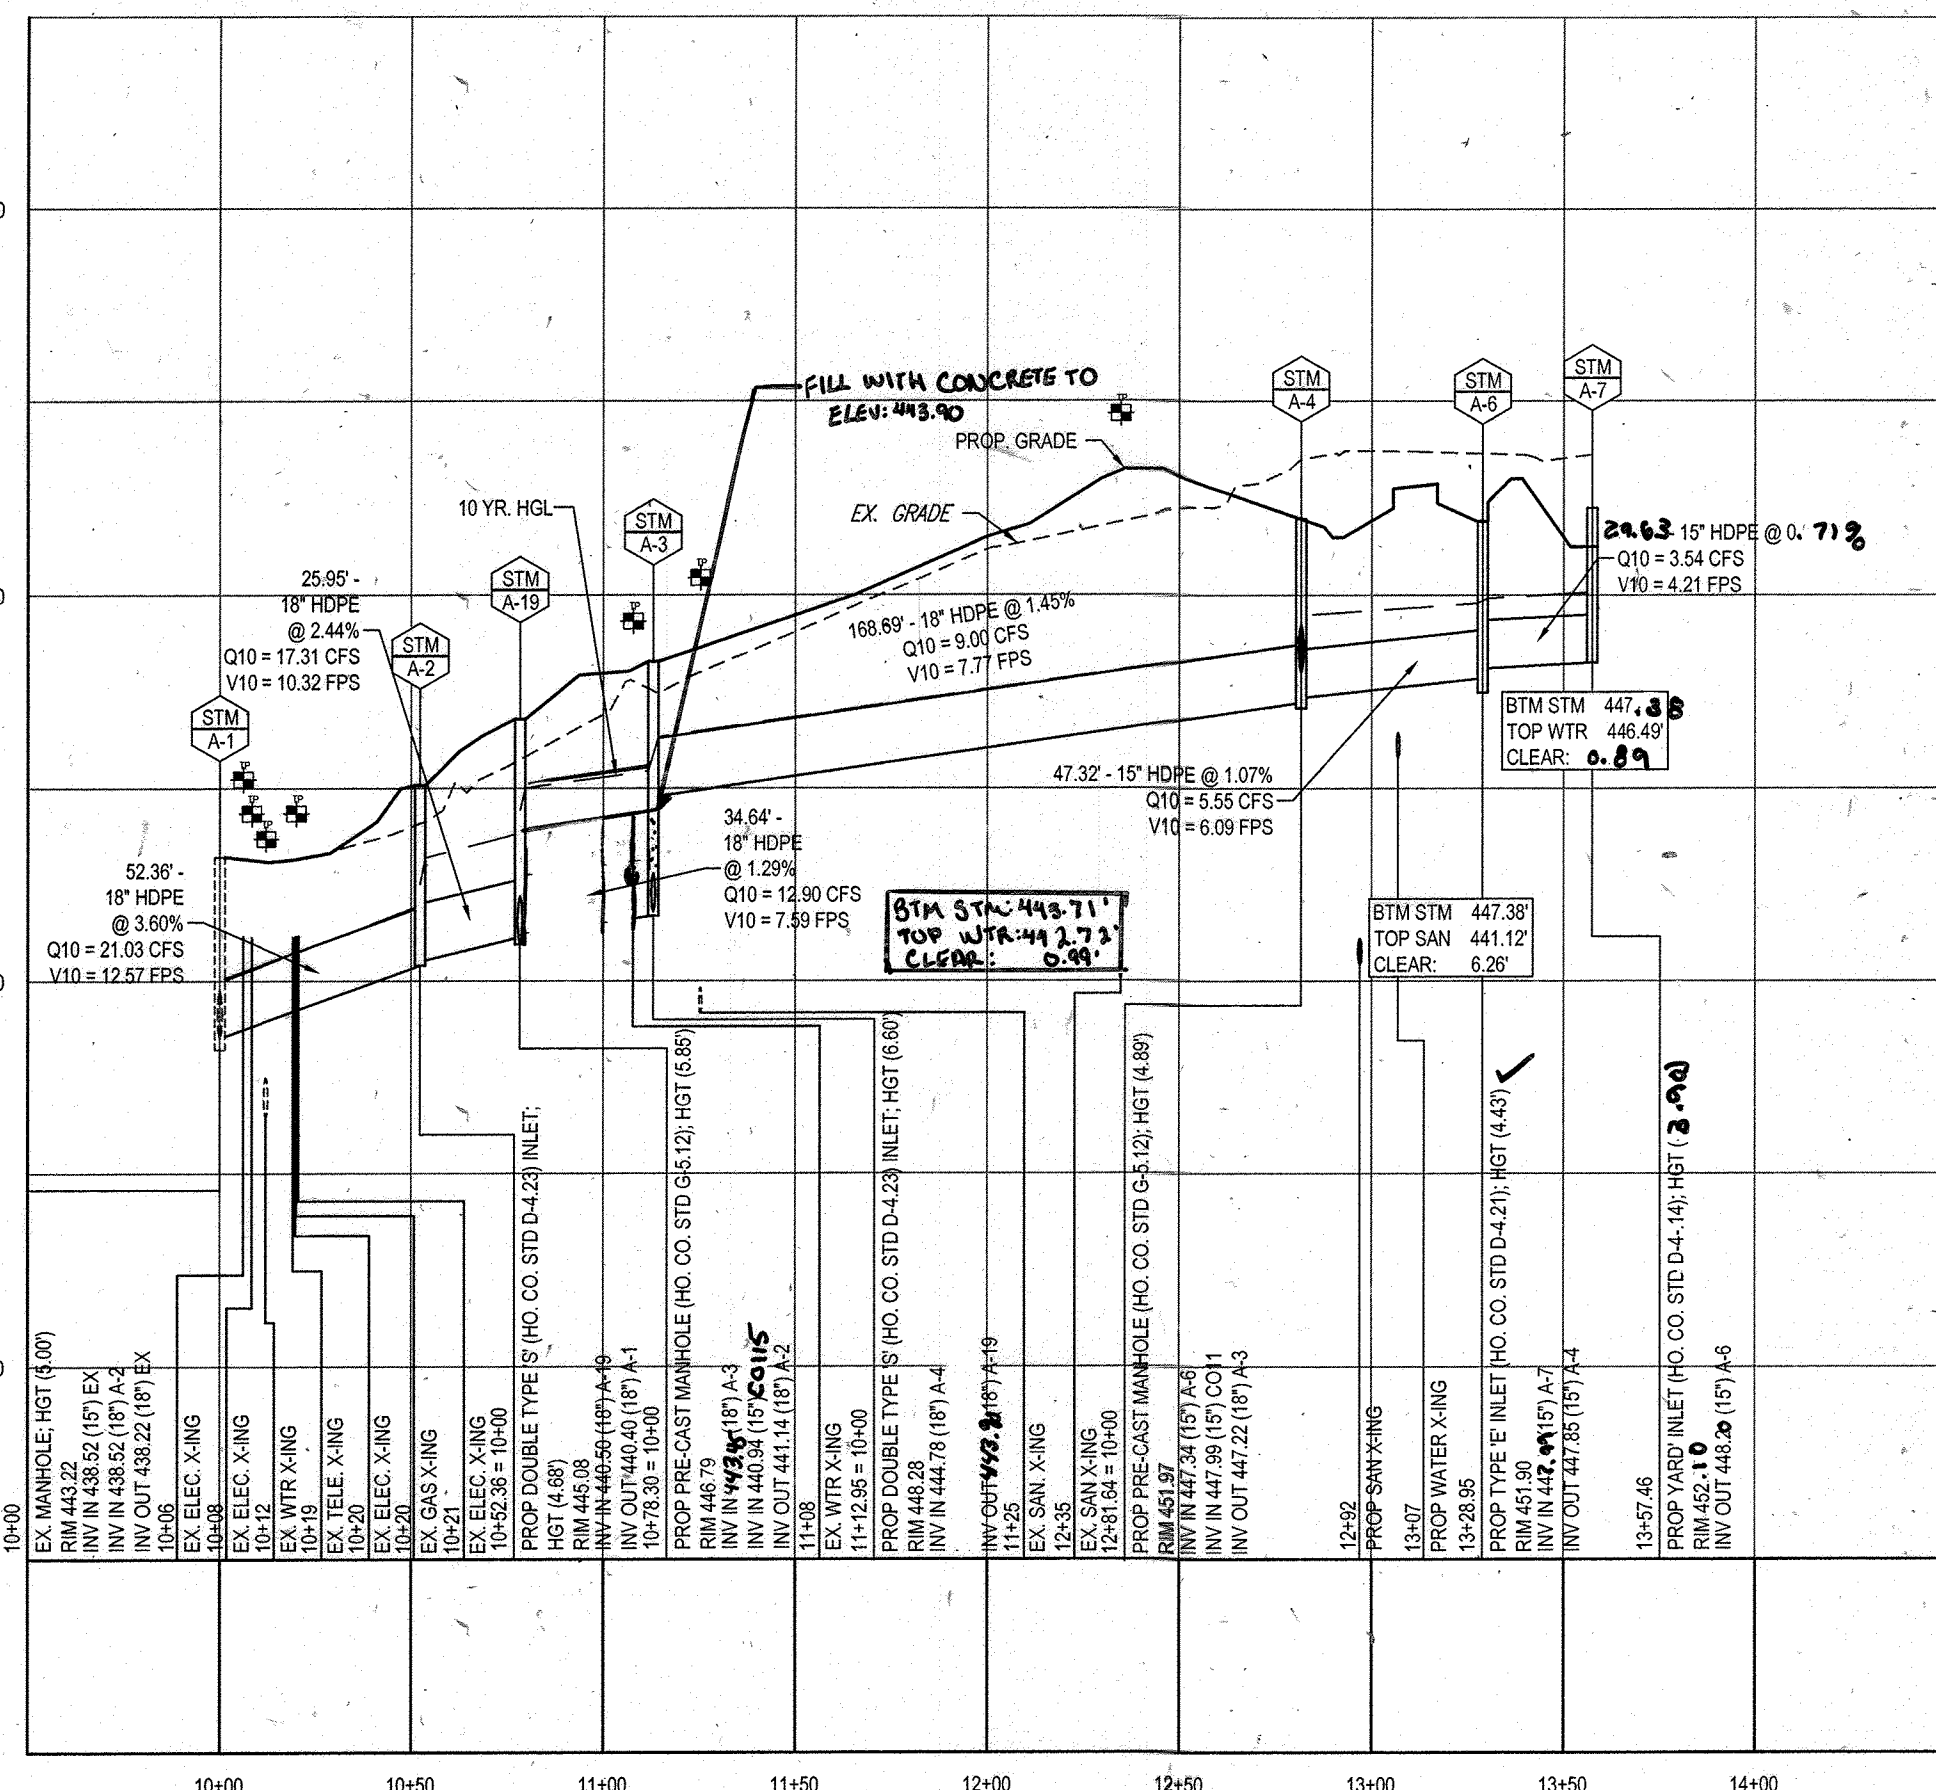 FILL WITH CONCRETE TO
ELEV: 443.90
PROP. GRADE
EX. GRADE
10 YR. HGL
STM
A-1
STM
A-2
STM
A-19
STM
A-3
STM
A-4
STM
A-6
STM
A-7
TP
TP
TP
TP
TP
TP
TP
25.95' -
18" HDPE
@ 2.44%
Q10 = 17.31 CFS
V10 = 10.32 FPS
52.36' -
18" HDPE
@ 3.60%
Q10 = 21.03 CFS
V10 = 12.57 FPS
34.64' -
18" HDPE
@ 1.29%
Q10 = 12.90 CFS
V10 = 7.59 FPS
168.69' - 18" HDPE @ 1.45%
Q10 = 9.00 CFS
V10 = 7.77 FPS
47.32' - 15" HDPE @ 1.07%
Q10 = 5.55 CFS
V10 = 6.09 FPS
29.63 - 15" HDPE @ 0.71%
Q10 = 3.54 CFS
V10 = 4.21 FPS
BTM STM 447.38
TOP WTR 446.49'
CLEAR: 0.89
BTM STM: 443.71'
TOP WTR: 442.72'
CLEAR: 0.99'
BTM STM 447.38'
TOP SAN 441.12'
CLEAR: 6.26'
10+00
EX. MANHOLE; HGT (5.00')
RIM 443.22
INV IN 438.52 (15") EX
INV IN 438.52 (18") A-2
INV OUT 438.22 (18") EX
10+06
EX. ELEC. X-ING
10+08
EX. ELEC. X-ING
10+12
EX. WTR X-ING
10+19
EX. TELE. X-ING
10+20
EX. ELEC. X-ING
10+20
EX. GAS X-ING
10+21
EX. ELEC. X-ING
10+52.36 = 10+00
PROP DOUBLE TYPE 'S' (HO. CO. STD D-4.23) INLET;
HGT (4.68')
RIM 445.08
INV IN 440.50 (18") A-19
INV OUT 440.40 (18") A-1
10+78.30 = 10+00
PROP PRE-CAST MANHOLE (HO. CO. STD G-5.12); HGT (5.85')
RIM 446.79
INV IN (18") A-3
INV IN 440.94 (15") CO115
INV OUT 441.14 (18") A-2
11+08
EX. WTR X-ING
11+12.95 = 10+00
PROP DOUBLE TYPE 'S' (HO. CO. STD D-4.23) INLET; HGT (6.60')
RIM 448.28
INV IN 444.78 (18") A-4
INV OUT (18") A-19
11+25
EX. SAN. X-ING
12+35
EX. SAN X-ING
12+81.64 = 10+00
PROP PRE-CAST MANHOLE (HO. CO. STD G-5.12); HGT (4.89')
RIM 451.97
INV IN 447.34 (15") A-6
INV IN 447.99 (15") CO11
INV OUT 447.22 (18") A-3
12+92
PROP SAN X-ING
13+07
PROP WATER X-ING
13+28.95
PROP TYPE 'E' INLET (HO. CO. STD D-4.21); HGT (4.43')
RIM 451.90
INV IN 447.99 (15") A-7
INV OUT 447.85 (15") A-4
13+57.46
PROP YARD' INLET (HO. CO. STD D-4-.14); HGT (3.90)
RIM 452.10
INV OUT 448.20 (15") A-6
10+00
10+50
11+00
11+50
12+00
12+50
13+00
13+50
14+00